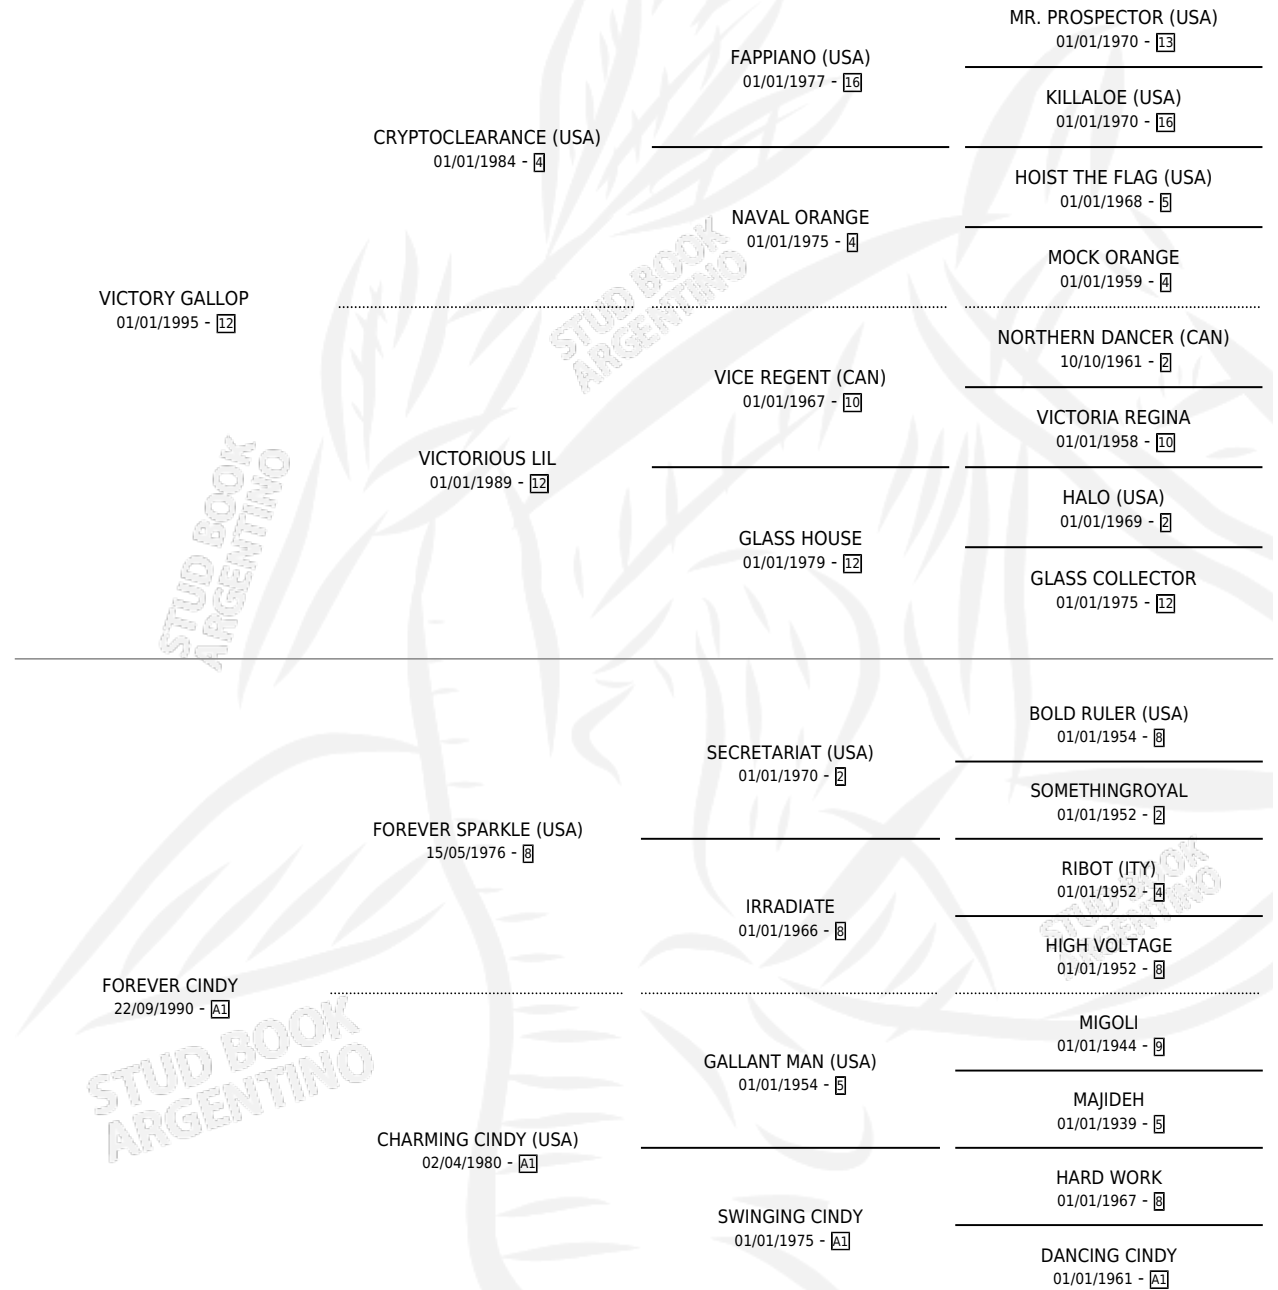 MR. PROSPECTOR (USA)
01/01/1970 - 13
FAPPIANO (USA)
01/01/1977 - 16
KILLALOE (USA)
01/01/1970 - 16
CRYPTOCLEARANCE (USA)
01/01/1984 - 4
HOIST THE FLAG (USA)
01/01/1968 - 5
NAVAL ORANGE
01/01/1975 - 4
MOCK ORANGE
01/01/1959 - 4
VICTORY GALLOP
01/01/1995 - 12
STUD BOOK
ARGENTINO
NORTHERN DANCER (CAN)
10/10/1961 - 2
VICE REGENT (CAN)
01/01/1967 - 10
VICTORIA REGINA
01/01/1958 - 10
VICTORIOUS LIL
01/01/1989 - 12
HALO (USA)
01/01/1969 - 2
GLASS HOUSE
01/01/1979 - 12
GLASS COLLECTOR
01/01/1975 - 12
STUD BOOK
ARGENTINO
BOLD RULER (USA)
01/01/1954 - 8
SECRETARIAT (USA)
01/01/1970 - 2
SOMETHINGROYAL
01/01/1952 - 2
FOREVER SPARKLE (USA)
15/05/1976 - 8
RIBOT (ITY)
01/01/1952 - 4
STUD BOOK
ARGENTINO
IRRADIATE
01/01/1966 - 8
HIGH VOLTAGE
01/01/1952 - 8
FOREVER CINDY
22/09/1990 - A1
STUD BOOK
ARGENTINO
MIGOLI
01/01/1944 - 9
GALLANT MAN (USA)
01/01/1954 - 5
MAJIDEH
01/01/1939 - 5
CHARMING CINDY (USA)
02/04/1980 - A1
HARD WORK
01/01/1967 - 8
SWINGING CINDY
01/01/1975 - A1
DANCING CINDY
01/01/1961 - A1